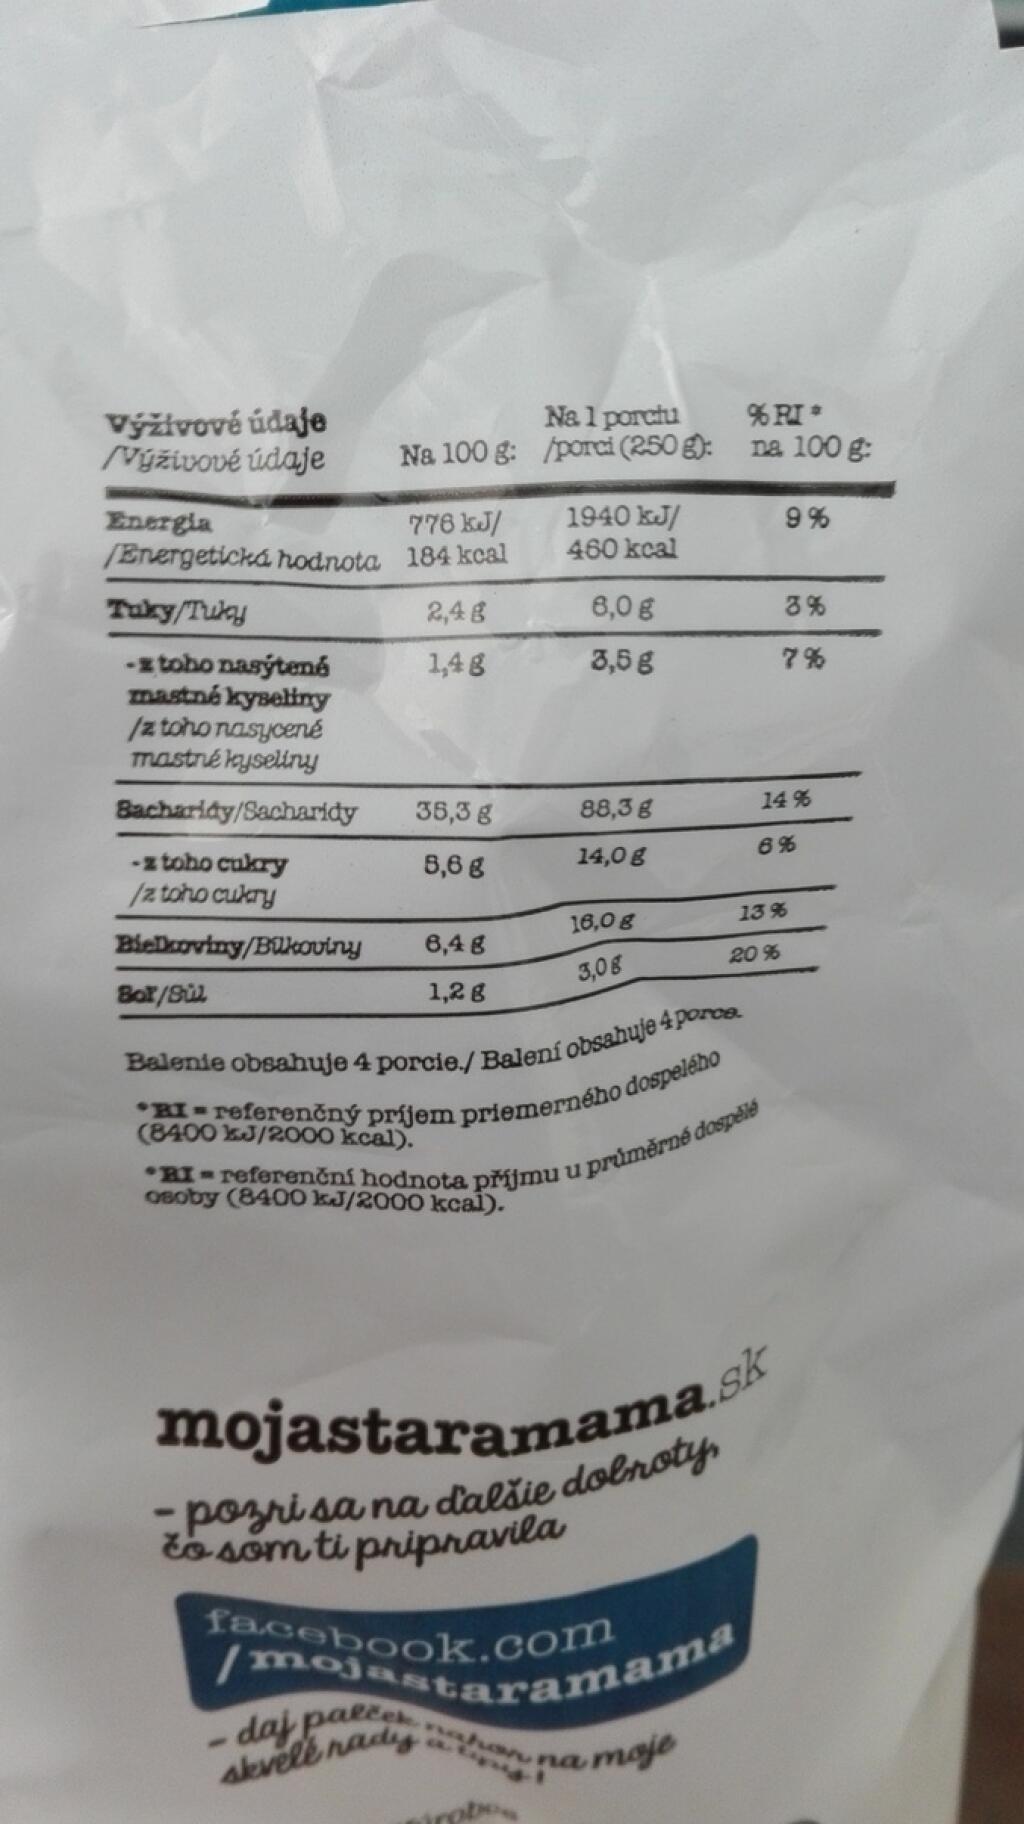 Výživové údaje
/Výživové údaje
Na 100 g:
Na 1 porciu
/porci (250 g):
% RI *
na 100 g:
Energia
/Energetická hodnota
776 kJ/
184 kcal
1940 kJ/
460 kcal
9 %
Tuky/Tuky 2,4 g 6,0 g 3 %
- z toho nasýtené
mastné kyseliny
/z toho nasycené
mastné kyseliny
1,4 g 3,5 g 7 %
Sacharidy/Sacharidy 35,3 g 88,3 g 14 %
- z toho cukry
/z toho cukry
5,6 g 14,0 g 6 %
Bielkoviny/Bílkoviny 6,4 g 16,0 g 13 %
Soľ/Sůl 1,2 g 3,0 g 20 %
Balenie obsahuje 4 porcie./ Balení obsahuje 4 porce.
*RI = referenčný príjem priemerného dospelého
(8400 kJ/2000 kcal).
*RI = referenční hodnota příjmu u průměrné dospělé
osoby (8400 kJ/2000 kcal).
mojastaramama.sk
- pozri sa na ďalšie dobroty,
čo som ti pripravila
facebook.com
/mojastaramama
- daj palček nahor na moje
skvelé rady a tipy!